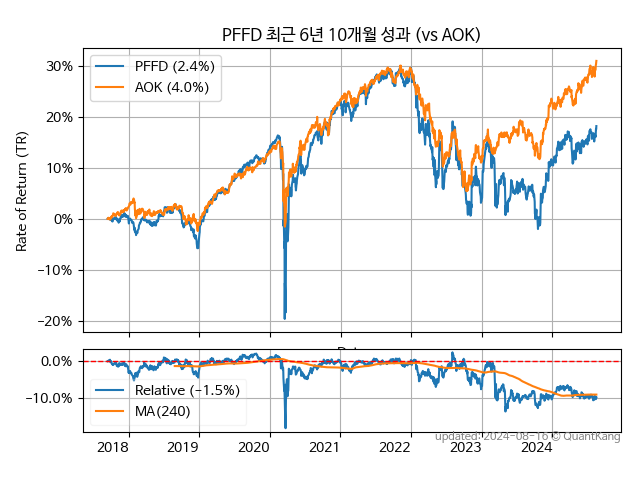 PFFD 최근 6년 10개월 성과 (vs AOK)
PFFD (2.4%)
AOK (4.0%)
Rate of Return (TR)
30%
20%
10%
0%
−10%
−20%
0.0%
−10.0%
Relative (−1.5%)
MA(240)
2018
2019
2020
2021
2022
2023
2024
updated: 2024-08-16 © QuantKang